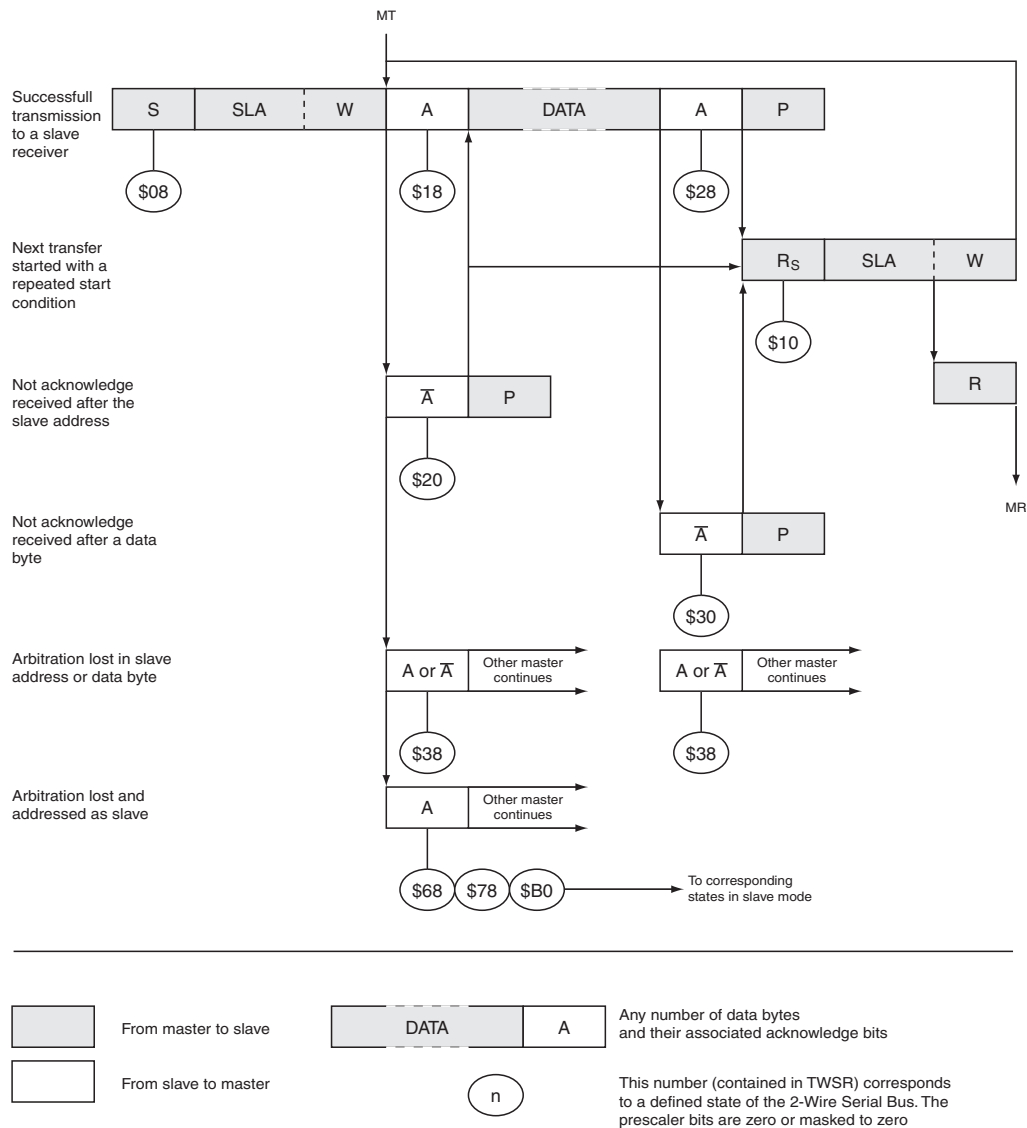 MT
Successfull
transmission
to a slave
receiver
S SLA W A DATA A P
$08 $18 $28
Next transfer
started with a
repeated start
condition
RS SLA W
$10
Not acknowledge
received after the
slave address
A̅ P
R
$20
MR
Not acknowledge
received after a data
byte
A̅ P
$30
Arbitration lost in slave
address or data byte
A or A̅
Other master
continues
A or A̅
Other master
continues
$38 $38
Arbitration lost and
addressed as slave
A
Other master
continues
$68 $78 $B0
To corresponding
states in slave mode
From master to slave
DATA A
Any number of data bytes
and their associated acknowledge bits
From slave to master
n
This number (contained in TWSR) corresponds
to a defined state of the 2-Wire Serial Bus. The
prescaler bits are zero or masked to zero